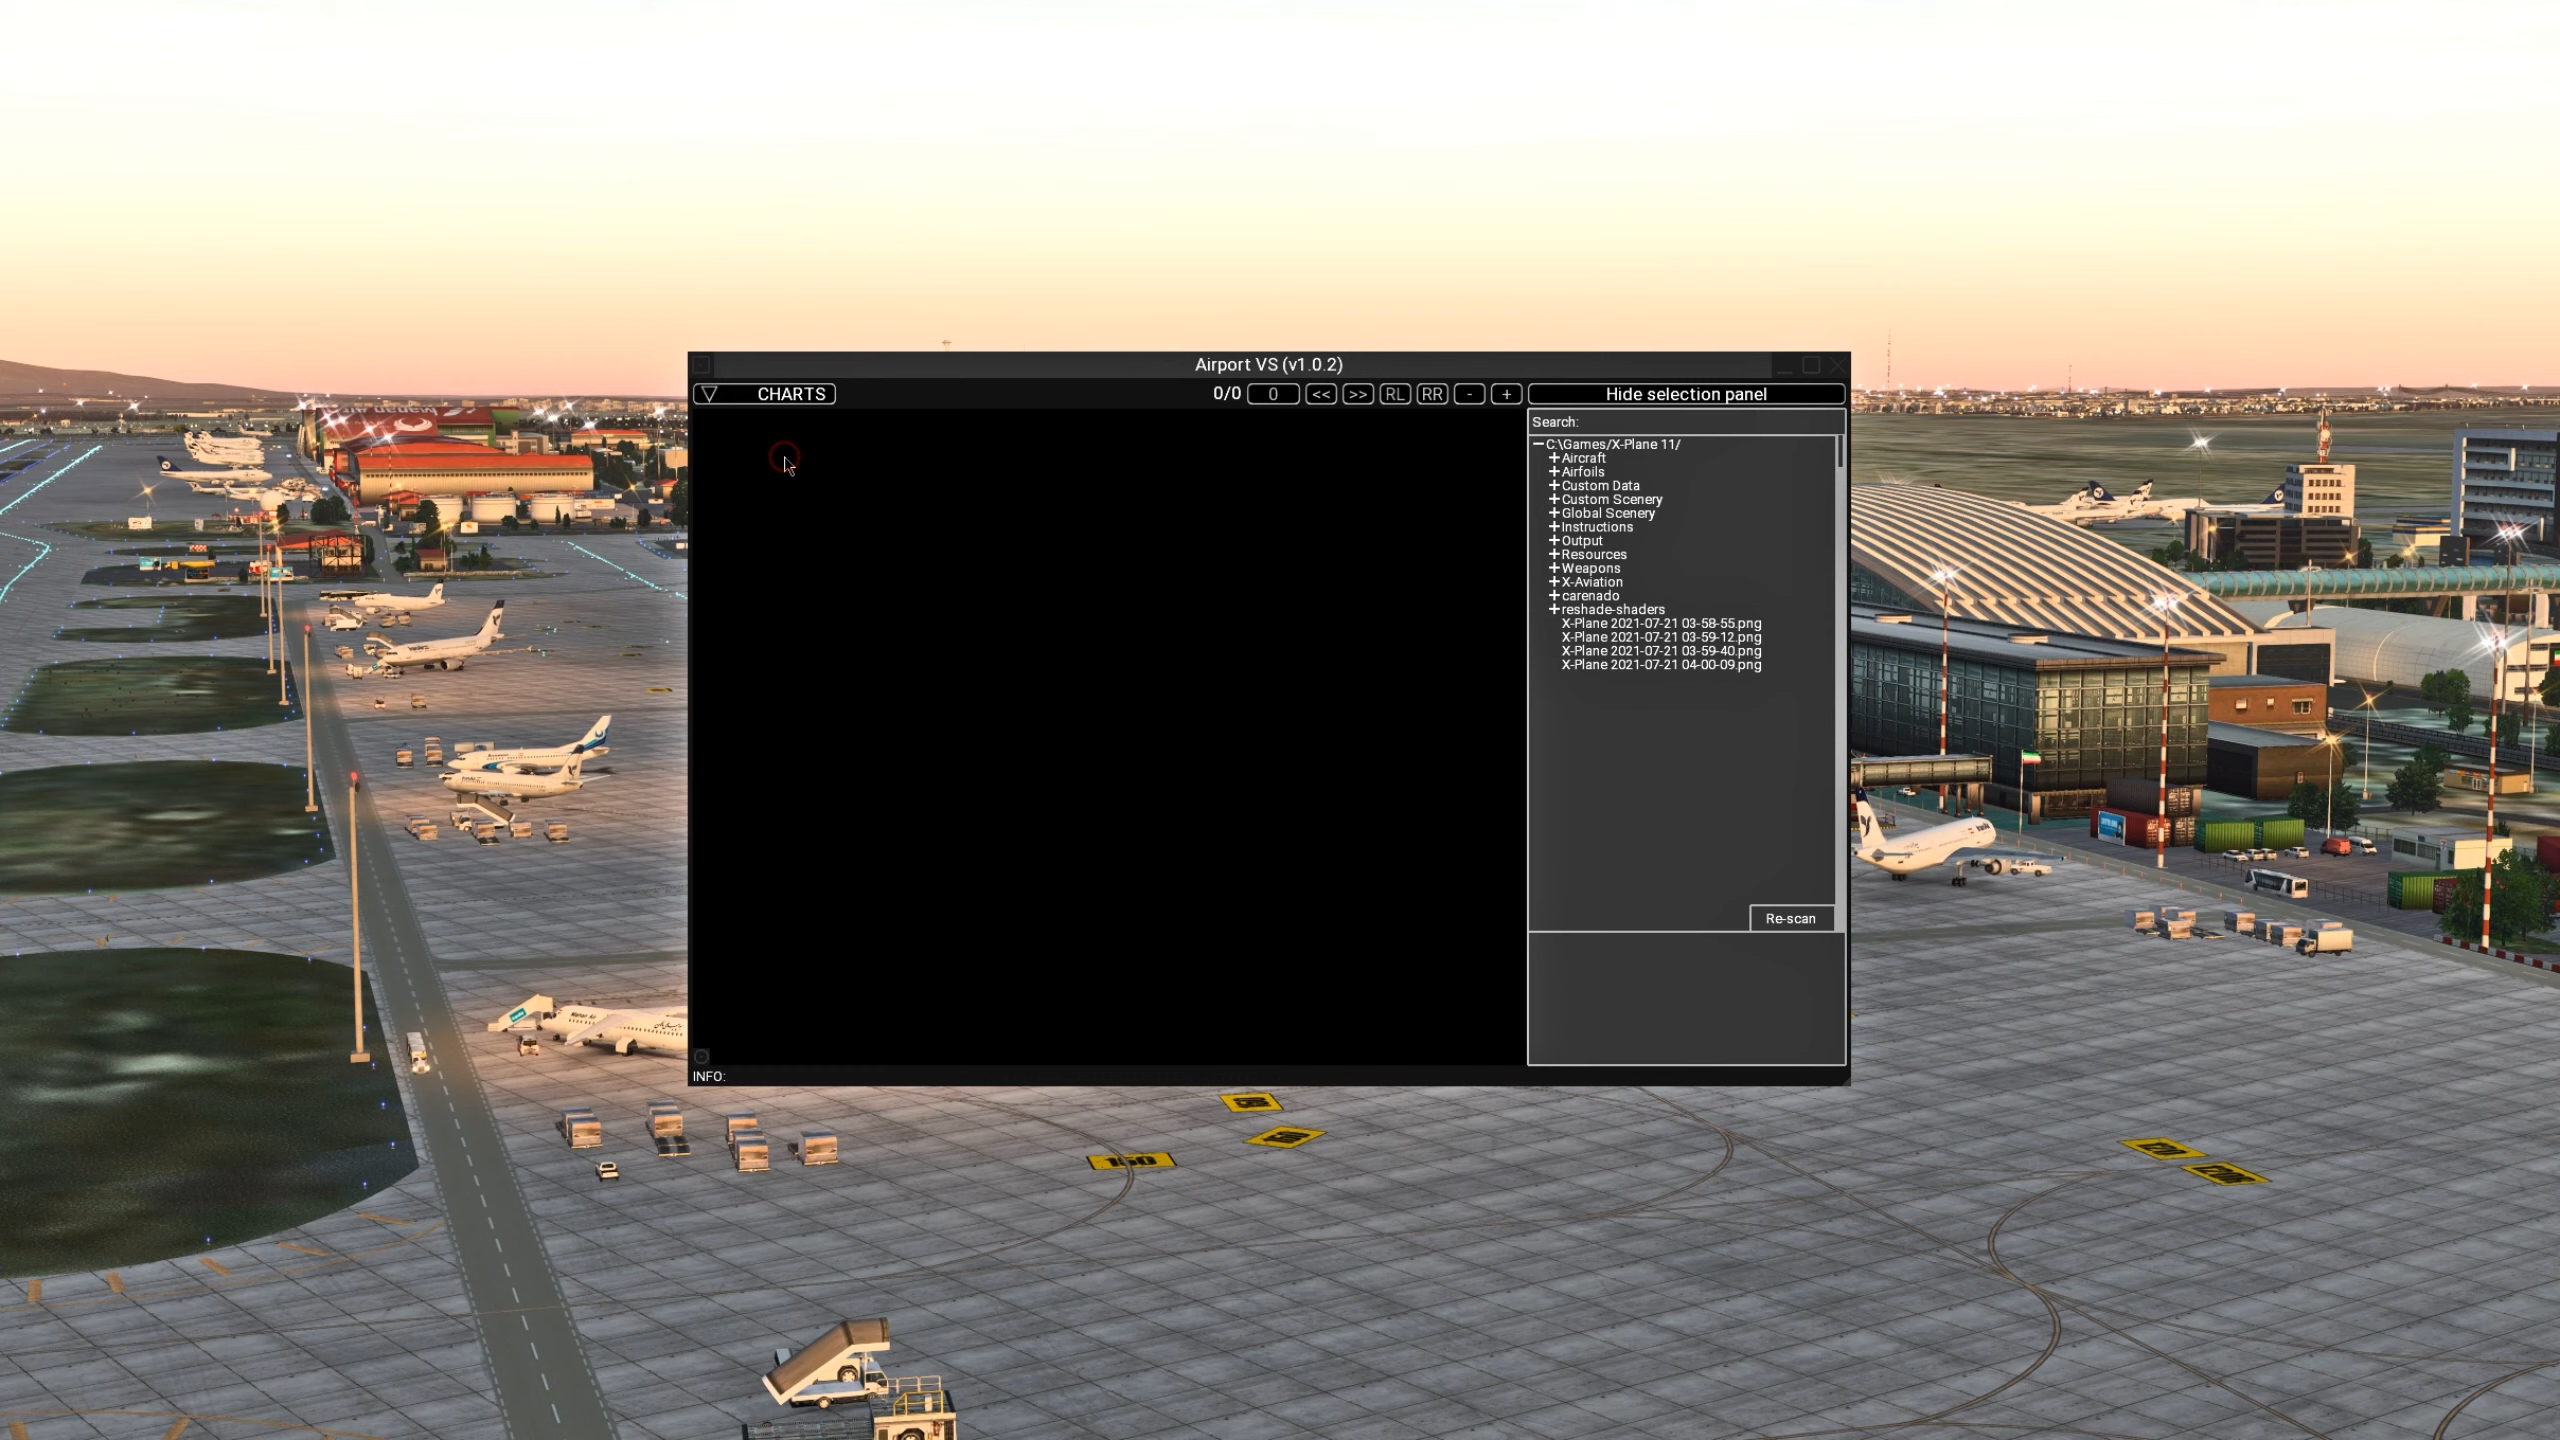 Airport VS (v1.0.2)
CHARTS
0/0 0 << >> RL RR - + Hide selection panel
Search:
C:\Games/X-Plane 11/
Aircraft
Airfoils
Custom Data
Custom Scenery
Global Scenery
Instructions
Output
Resources
Weapons
X-Aviation
carenado
reshade-shaders
X-Plane 2021-07-21 03-58-55.png
X-Plane 2021-07-21 03-59-12.png
X-Plane 2021-07-21 03-59-40.png
X-Plane 2021-07-21 04-00-09.png
Re-scan
INFO: